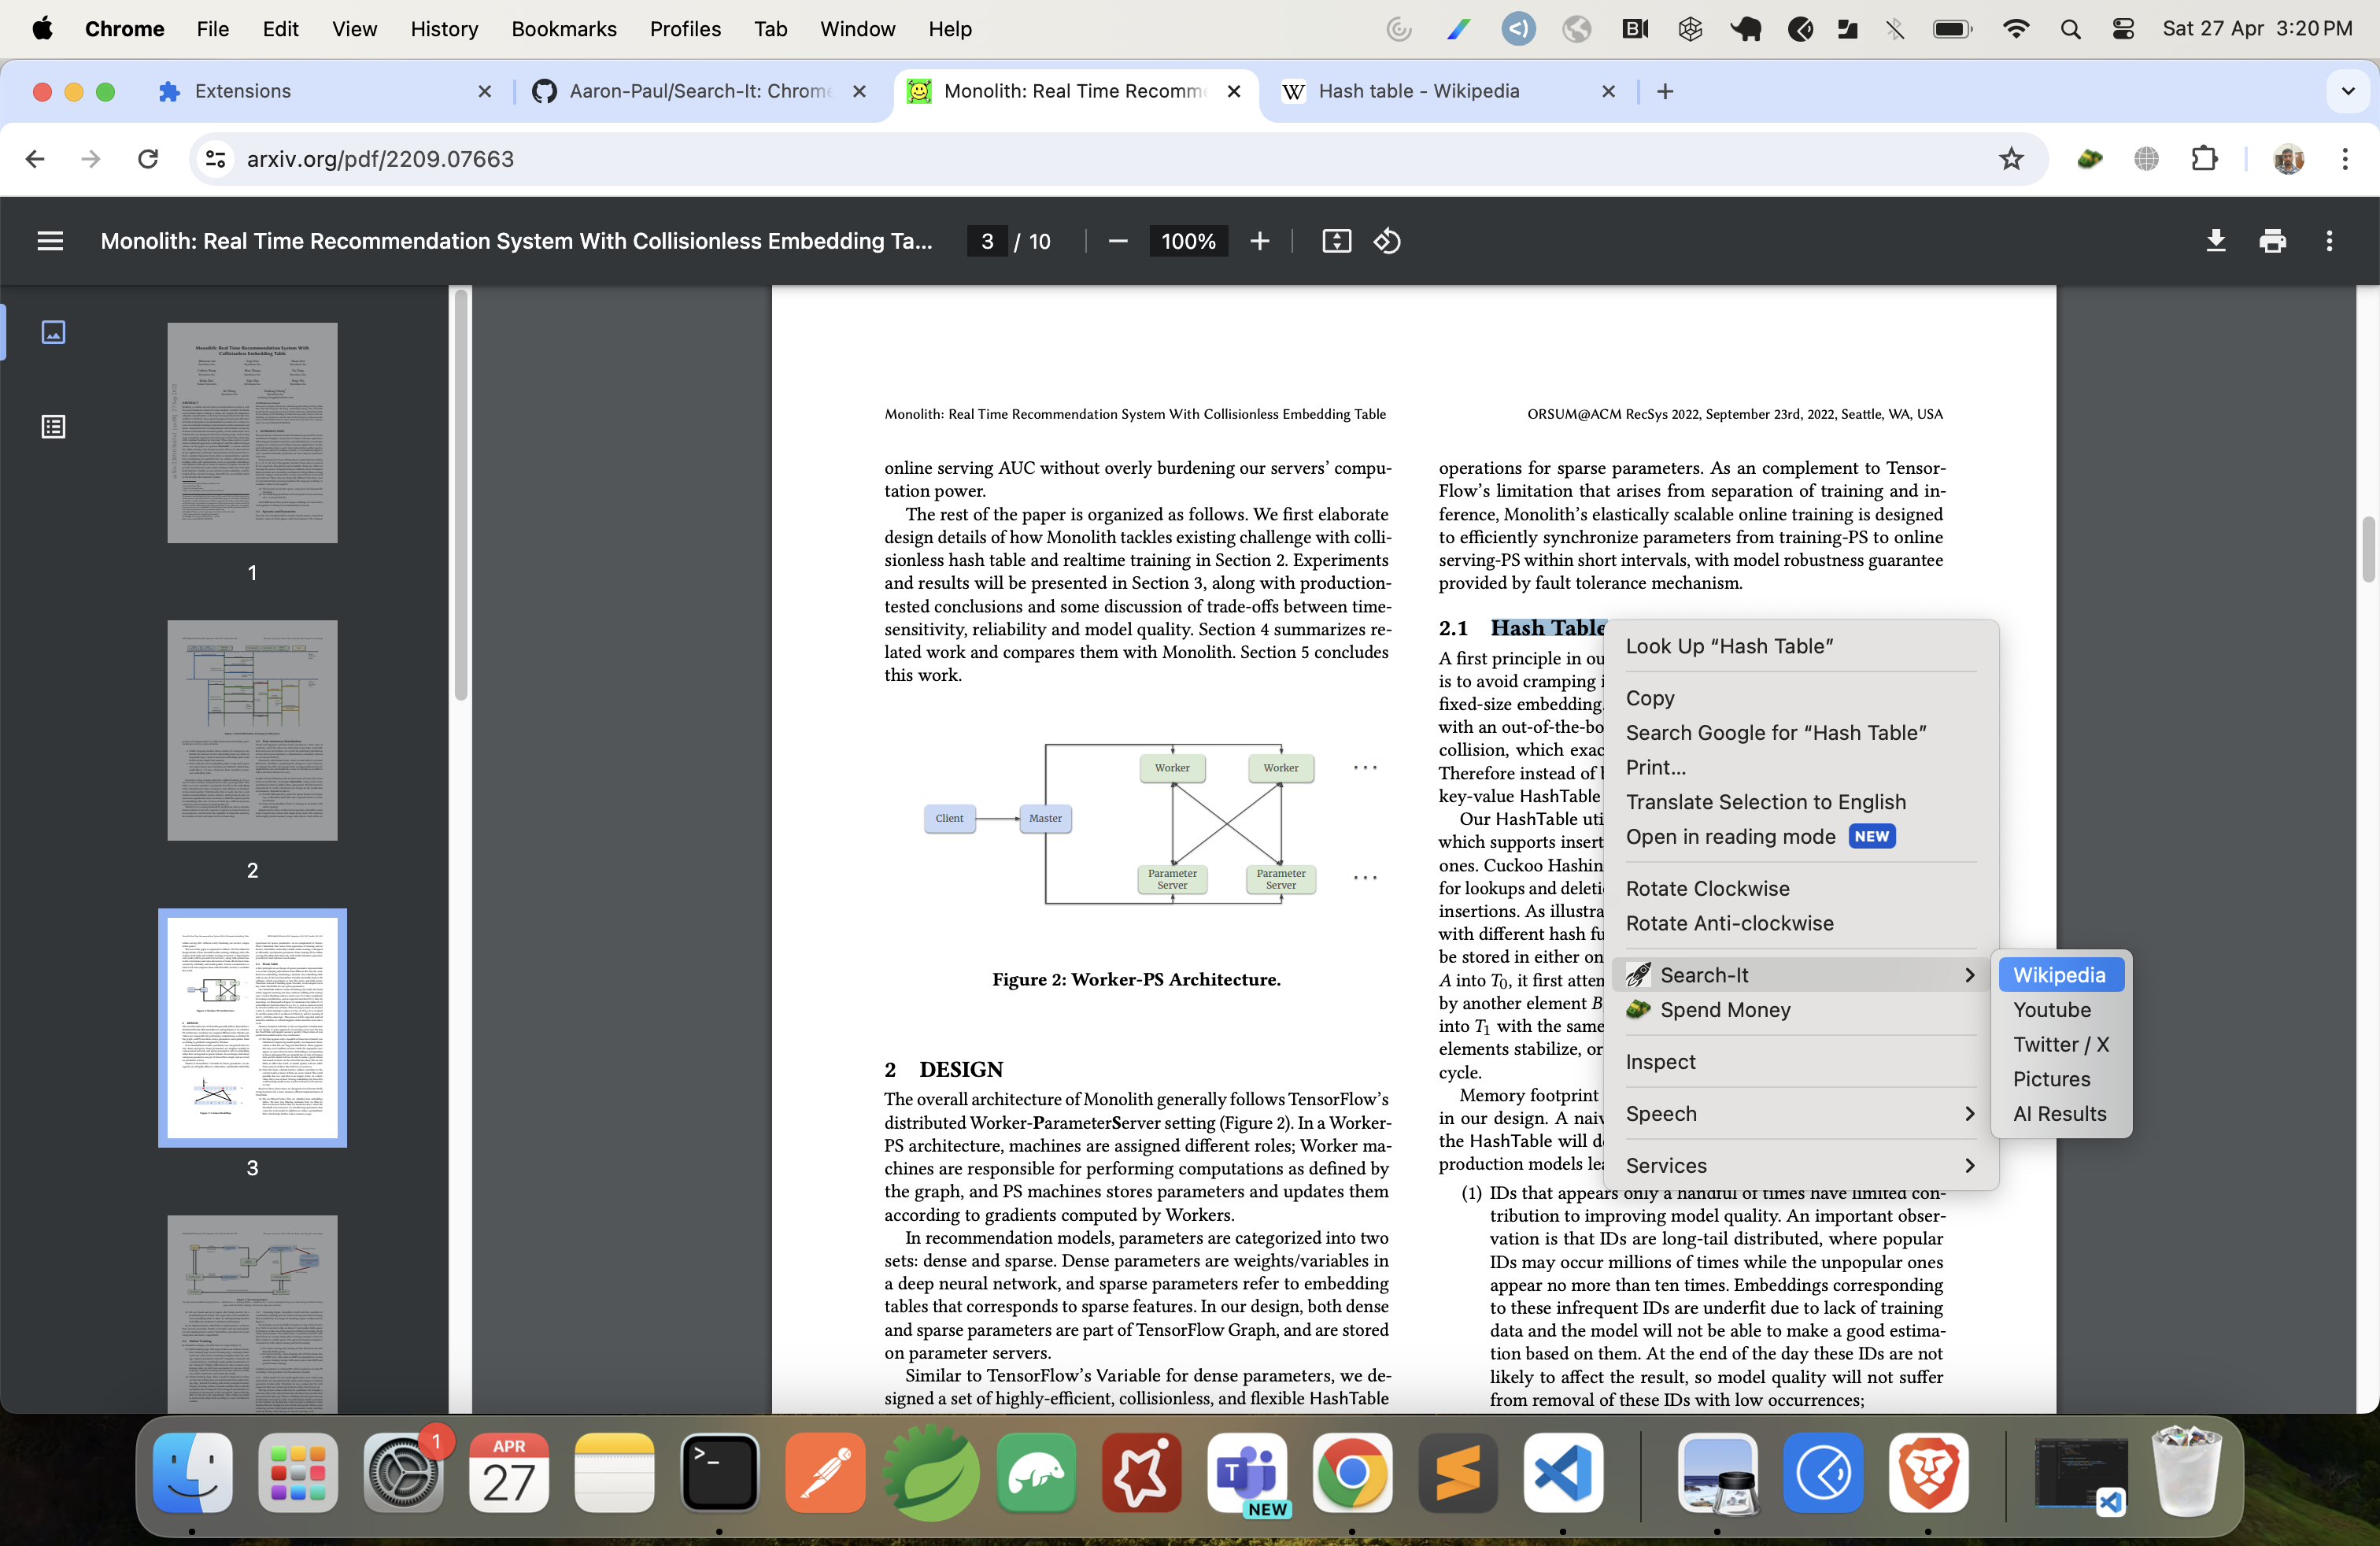 Chrome File Edit View History Bookmarks Profiles Tab Window Help
Sat 27 Apr 3:20 PM
Extensions
Aaron-Paul/Search-It: Chrome
Monolith: Real Time Recomm
Hash table - Wikipedia
arxiv.org/pdf/2209.07663
Monolith: Real Time Recommendation System With Collisionless Embedding Ta...
3 / 10
100%
1
2
3
Monolith: Real Time Recommendation System With Collisionless Embedding Table
ORSUM@ACM RecSys 2022, September 23rd, 2022, Seattle, WA, USA
online serving AUC without overly burdening our servers' compu-
tation power.
The rest of the paper is organized as follows. We first elaborate
design details of how Monolith tackles existing challenge with colli-
sionless hash table and realtime training in Section 2. Experiments
and results will be presented in Section 3, along with production-
tested conclusions and some discussion of trade-offs between time-
sensitivity, reliability and model quality. Section 4 summarizes re-
lated work and compares them with Monolith. Section 5 concludes
this work.
Worker
Worker
...
Client
Master
Parameter
Server
Parameter
Server
...
Figure 2: Worker-PS Architecture.
2 DESIGN
The overall architecture of Monolith generally follows TensorFlow's
distributed Worker-ParameterServer setting (Figure 2). In a Worker-
PS architecture, machines are assigned different roles; Worker ma-
chines are responsible for performing computations as defined by
the graph, and PS machines stores parameters and updates them
according to gradients computed by Workers.
In recommendation models, parameters are categorized into two
sets: dense and sparse. Dense parameters are weights/variables in
a deep neural network, and sparse parameters refer to embedding
tables that corresponds to sparse features. In our design, both dense
and sparse parameters are part of TensorFlow Graph, and are stored
on parameter servers.
Similar to TensorFlow's Variable for dense parameters, we de-
signed a set of highly-efficient, collisionless, and flexible HashTable
operations for sparse parameters. As an complement to Tensor-
Flow's limitation that arises from separation of training and in-
ference, Monolith's elastically scalable online training is designed
to efficiently synchronize parameters from training-PS to online
serving-PS within short intervals, with model robustness guarantee
provided by fault tolerance mechanism.
2.1 Hash Table
A first principle in ou
is to avoid cramping i
fixed-size embedding.
with an out-of-the-bo
collision, which exac
Therefore instead of
key-value HashTable
Our HashTable uti
which supports insert
ones. Cuckoo Hashin
for lookups and deleti
insertions. As illustra
with different hash fu
be stored in either on
A into T0, it first atten
by another element B
into T1 with the same
elements stabilize, or
cycle.
Memory footprint
in our design. A naiv
the HashTable will d
production models lea
(1) IDs that appears only a handful of times have limited con-
tribution to improving model quality. An important obser-
vation is that IDs are long-tail distributed, where popular
IDs may occur millions of times while the unpopular ones
appear no more than ten times. Embeddings corresponding
to these infrequent IDs are underfit due to lack of training
data and the model will not be able to make a good estima-
tion based on them. At the end of the day these IDs are not
likely to affect the result, so model quality will not suffer
from removal of these IDs with low occurrences;
Look Up “Hash Table”
Copy
Search Google for “Hash Table”
Print...
Translate Selection to English
Open in reading mode NEW
Rotate Clockwise
Rotate Anti-clockwise
Search-It
Spend Money
Inspect
Speech
Services
Wikipedia
Youtube
Twitter / X
Pictures
AI Results
1
APR
27
NEW